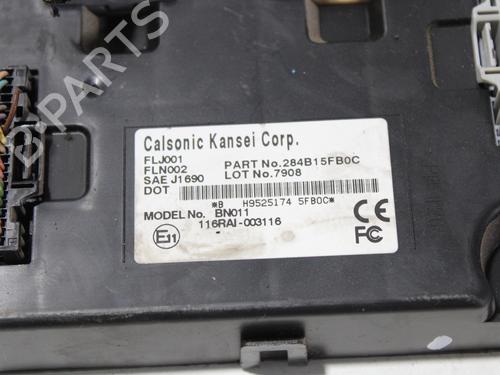 Calsonic Kansei Corp.
FLJ001
FLN002 PART No.284B15FB0C
SAE J1690 LOT No.7908
DOT
*B H9525174 5FB0C*
MODEL No. BN011
116RAI-003116
E11
CE
FC
B-PARTS